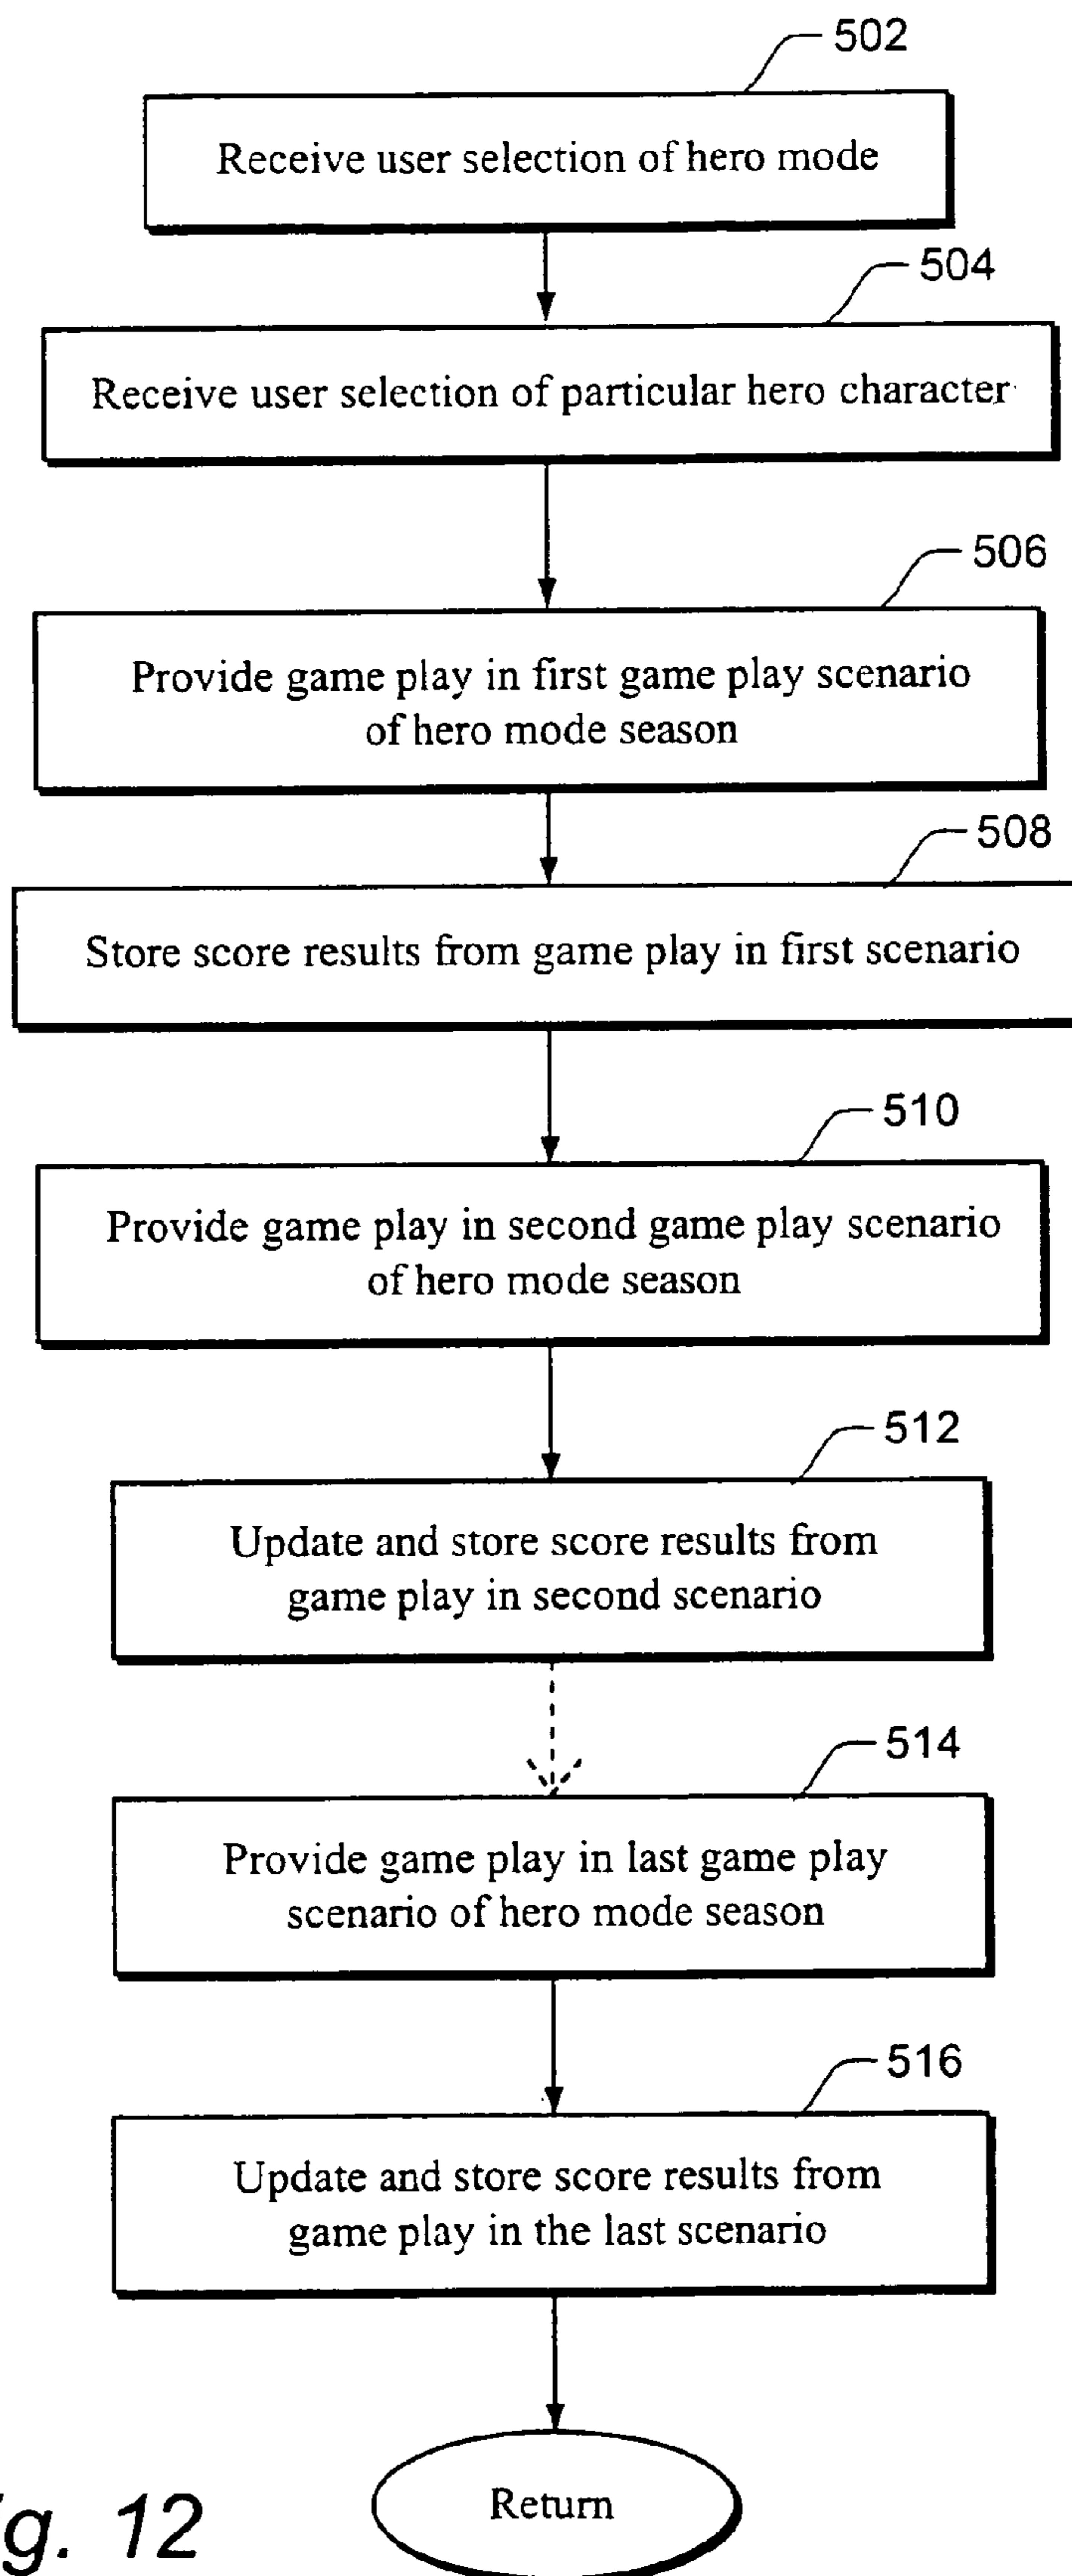 502
Receive user selection of hero mode
504
Receive user selection of particular hero character
506
Provide game play in first game play scenario
of hero mode season
508
Store score results from game play in first scenario
510
Provide game play in second game play scenario
of hero mode season
512
Update and store score results from
game play in second scenario
514
Provide game play in last game play
scenario of hero mode season
516
Update and store score results from
game play in the last scenario
Return
g. 12